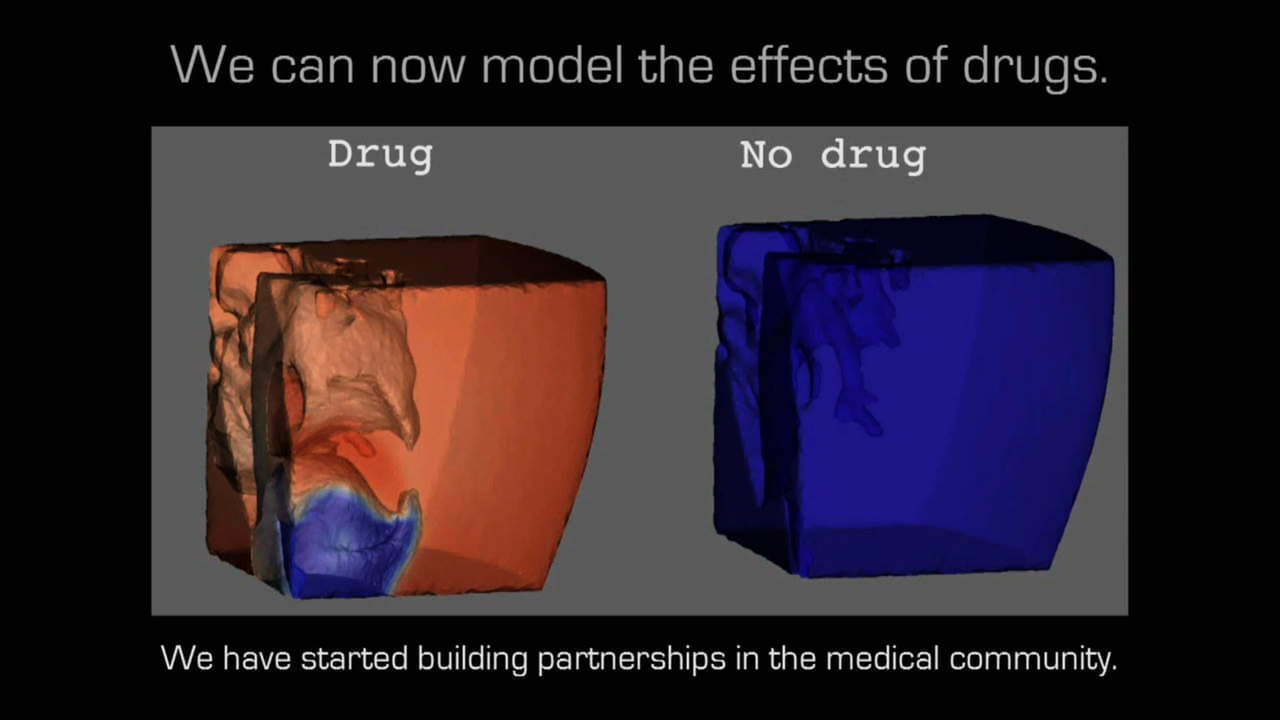 We can now model the effects of drugs.
Drug
No drug
We have started building partnerships in the medical community.